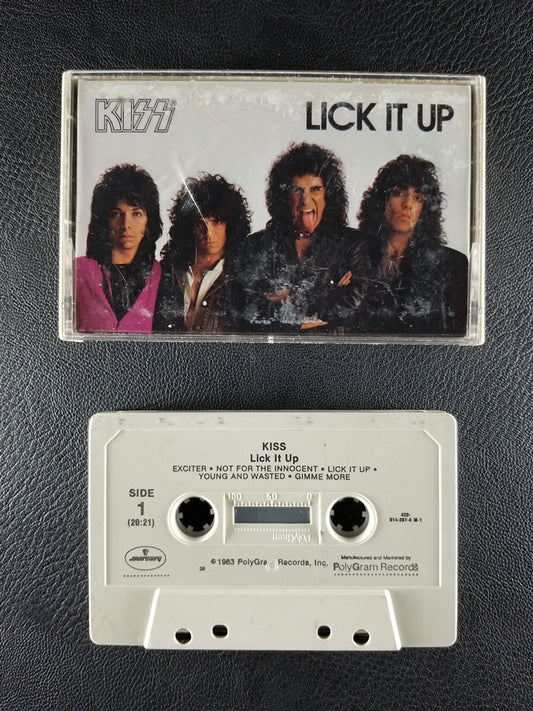 KISS®
LICK IT UP
KISS
Lick It Up
EXCITER • NOT FOR THE INNOCENT • LICK IT UP •
YOUNG AND WASTED • GIMME MORE
SIDE
1
(20:21)
100 50 0
PolyGram
422-
814-297-4 M-1
mercury
℗ © 1983 PolyGram Records, Inc.
Manufactured and Marketed by
PolyGram Records